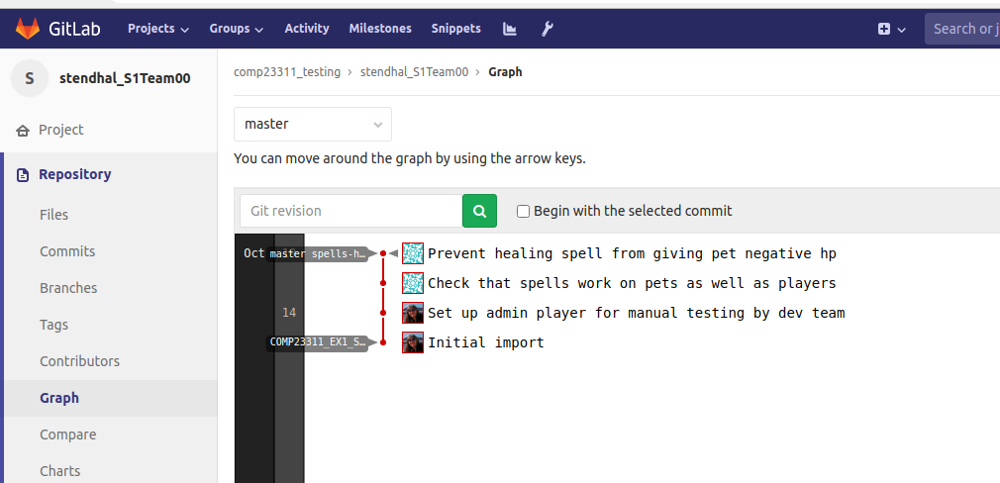 GitLab Projects Groups Activity Milestones Snippets Search or j
S stendhal_S1Team00
comp23311_testing › stendhal_S1Team00 › Graph
master
Project
You can move around the graph by using the arrow keys.
Repository
Git revision Begin with the selected commit
Files
Commits
Branches
Tags
Contributors
Graph
Compare
Charts
Oct master spells-h… Prevent healing spell from giving pet negative hp
Check that spells work on pets as well as players
14 Set up admin player for manual testing by dev team
COMP23311_EX1_S… Initial import